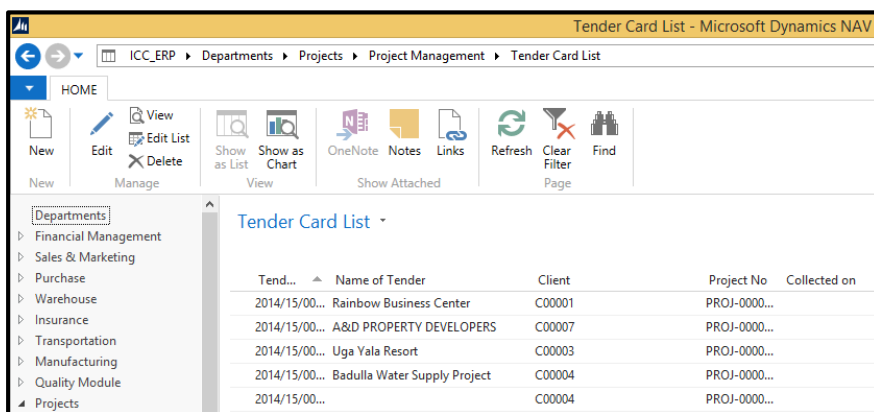 Tender Card List - Microsoft Dynamics NAV
ICC_ERP Departments Projects Project Management Tender Card List
HOME
New
Edit
View
Edit List
Delete
Show as List
Show as Chart
OneNote
Notes
Links
Refresh
Clear Filter
Find
New Manage View Show Attached Page
Departments
Financial Management
Sales & Marketing
Purchase
Warehouse
Insurance
Transportation
Manufacturing
Quality Module
Projects
Tender Card List
Tend... Name of Tender Client Project No Collected on
2014/15/00... Rainbow Business Center C00001 PROJ-0000...
2014/15/00... A&D PROPERTY DEVELOPERS C00007 PROJ-0000...
2014/15/00... Uga Yala Resort C00003 PROJ-0000...
2014/15/00... Badulla Water Supply Project C00004 PROJ-0000...
2014/15/00... C00004 PROJ-0000...